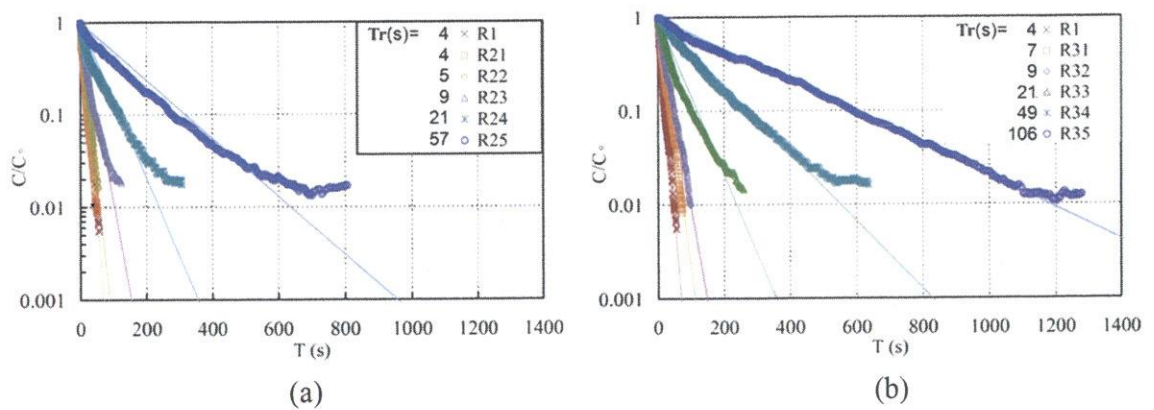 1
0.1
0.01
0.001
C/C°
0 200 400 600 800 1000 1200 1400
T (s)
Tr(s)= 4 × R1
4 R21
5 R22
9 R23
21 R24
57 R25
(a)
1
0.1
0.01
0.001
C/C°
0 200 400 600 800 1000 1200 1400
T (s)
Tr(s)= 4 × R1
7 R31
9 R32
21 R33
49 R34
106 R35
(b)